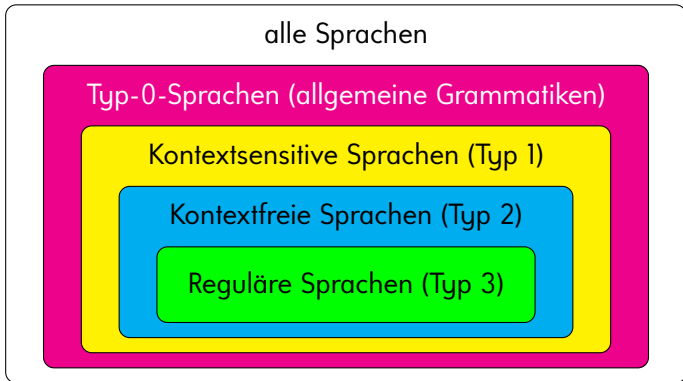 alle Sprachen
Typ-0-Sprachen (allgemeine Grammatiken)
Kontextsensitive Sprachen (Typ 1)
Kontextfreie Sprachen (Typ 2)
Reguläre Sprachen (Typ 3)